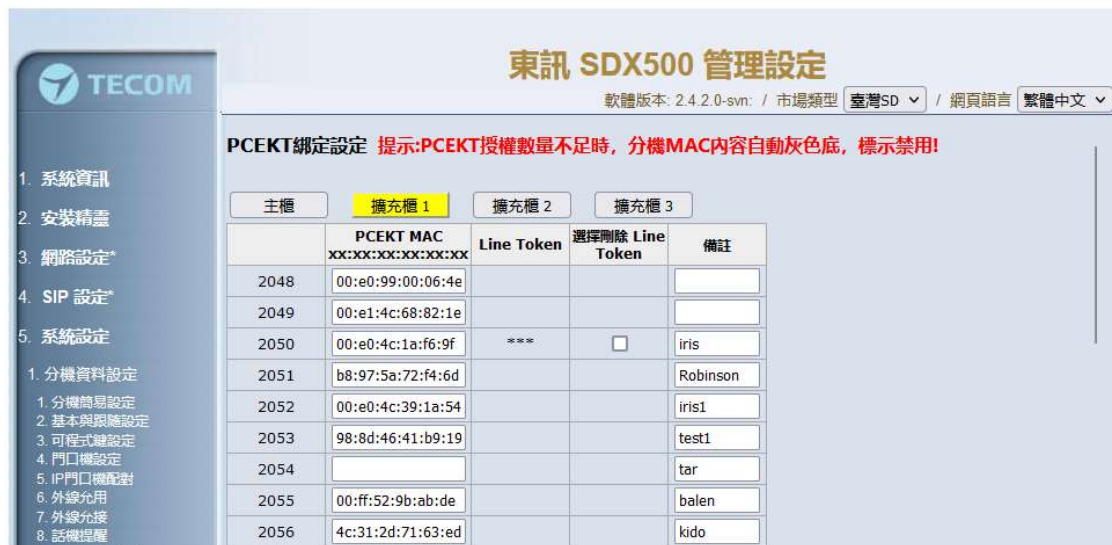 東訊 SDX500 管理設定
TECOM
軟體版本: 2.4.2.0-svn: / 市場類型 臺灣SD / 網頁語言 繁體中文
PCEKT綁定設定 提示:PCEKT授權數量不足時，分機MAC內容自動灰色底，標示禁用!
1. 系統資訊
2. 安裝精靈
3. 網路設定*
4. SIP 設定*
5. 系統設定
1. 分機資料設定
1. 分機簡易設定
2. 基本與跟隨設定
3. 可程式鍵設定
4. 門口機設定
5. IP門口機配對
6. 外線允用
7. 外線允接
8. 話機提醒
主櫃 擴充櫃 1 擴充櫃 2 擴充櫃 3
PCEKT MAC xx:xx:xx:xx:xx:xx Line Token 選擇刪除 Line Token 備註
2048 00:e0:99:00:06:4e
2049 00:e1:4c:68:82:1e
2050 00:e0:4c:1a:f6:9f *** iris
2051 b8:97:5a:72:f4:6d Robinson
2052 00:e0:4c:39:1a:54 iris1
2053 98:8d:46:41:b9:19 test1
2054 tar
2055 00:ff:52:9b:ab:de balen
2056 4c:31:2d:71:63:ed kido